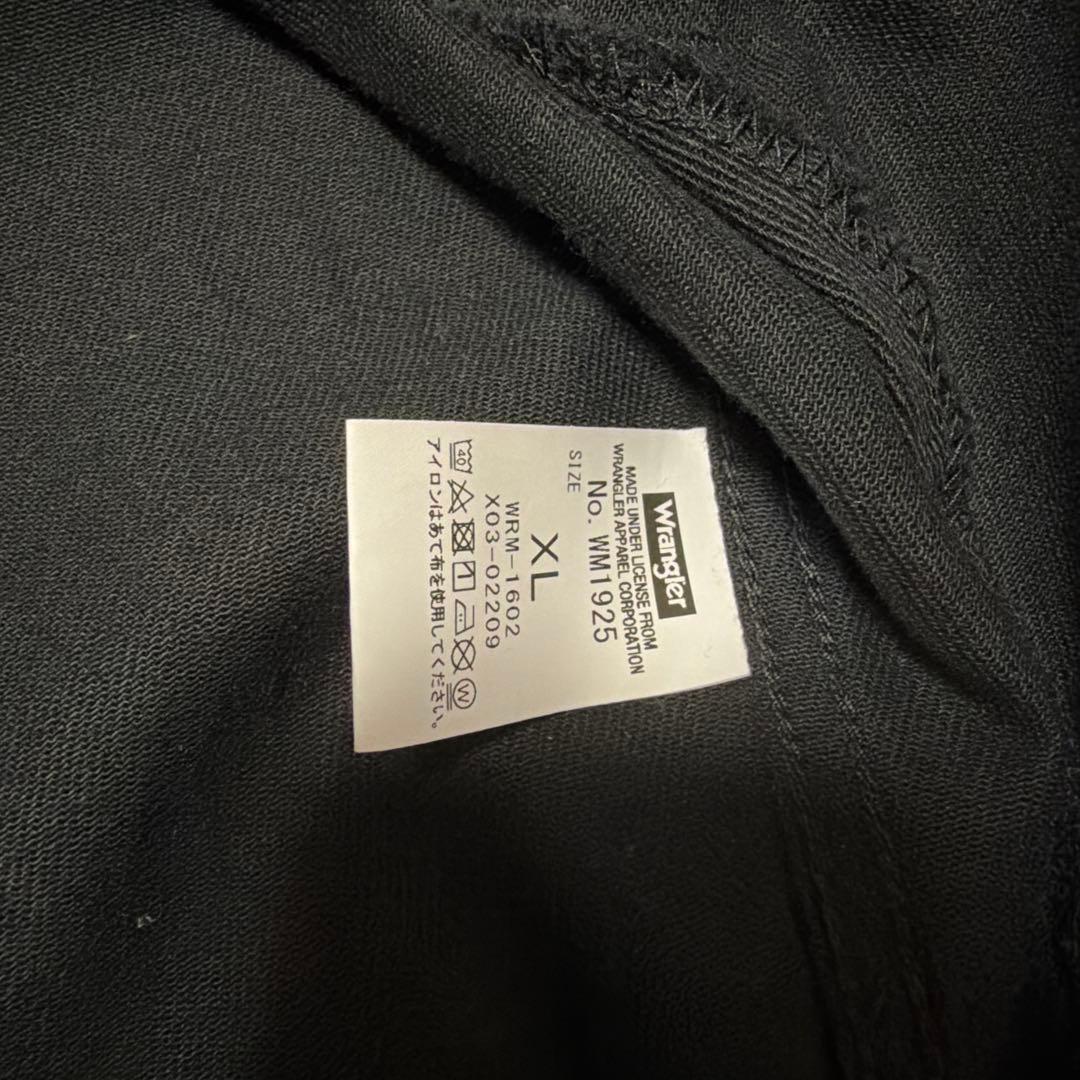 Wrangler
MADE UNDER LICENSE FROM
WRANGLER APPAREL CORPORATION
No. WM1925
SIZE
XL
WRM-1602
X03-02209
40
W
アイロンはあて布を使用してください。